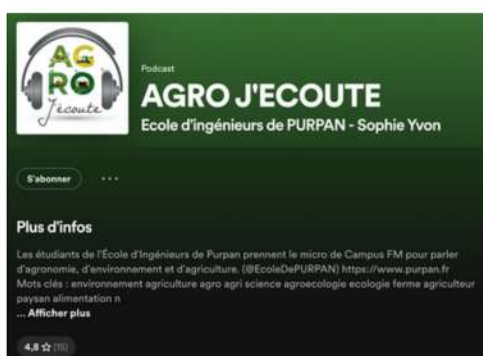 AG
RO
J'écoute
Podcast
AGRO J'ECOUTE
Ecole d'ingénieurs de PURPAN - Sophie Yvon
S'abonner
Plus d'infos
Les étudiants de l'École d'Ingénieurs de Purpan prennent le micro de Campus FM pour parler
d'agronomie, d'environnement et d'agriculture. (@EcoleDePURPAN) https://www.purpan.fr
Mots clés : environnement agriculture agro agri science agroecologie ecologie ferme agriculteur
paysan alimentation n
... Afficher plus
4,8 ☆ (15)